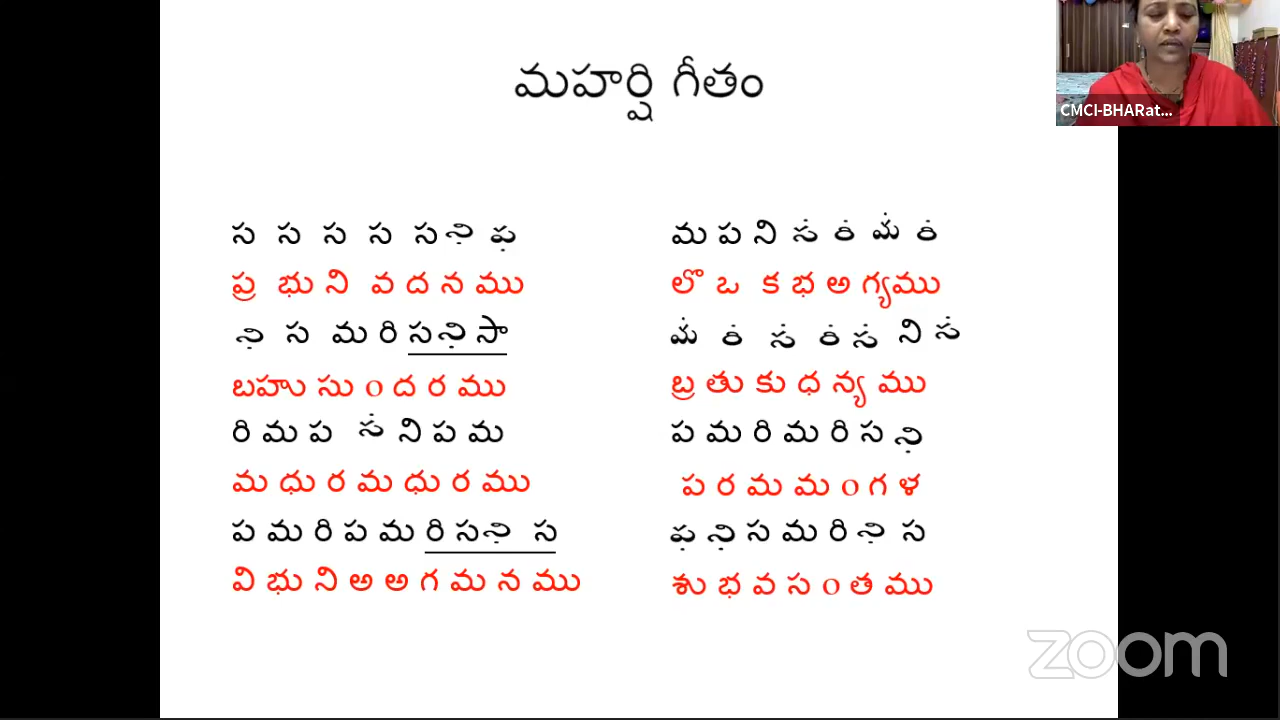 మహర్షి గీతం
CMCI-BHARat...
స స స స సని ప
ప్ర భు ని వ ద న ము
ని స మ రి సని సా
బహు సు ం ద ర ము
రి మ ప స ని ప మ
మ ధు ర మ ధు ర ము
ప మ రి ప మ రి సని స
వి భు ని అ అ గ మ న ము
మ ప ని స రి మ రి
లొ ఒ క భ అ గ్యము
మ రి స రి స ని స
బ్ర తు కు ధ న్య ము
ప మ రి మ రి స ని
ప ర మ మ ం గ ళ
ప ని స మ రి ని స
శు భ వ స ం త ము
zoom